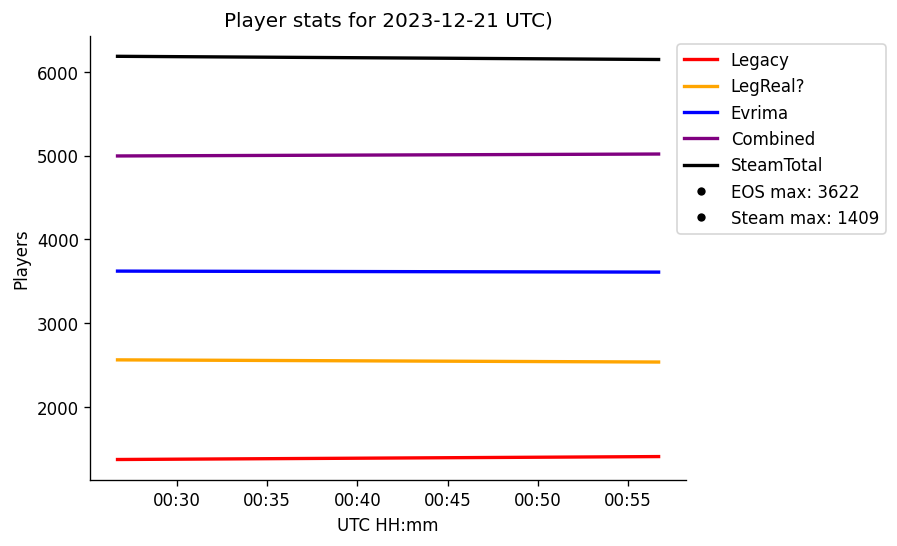 Player stats for 2023-12-21 UTC)
Legacy
LegReal?
Evrima
Combined
SteamTotal
EOS max: 3622
Steam max: 1409
Players
6000
5000
4000
3000
2000
00:30 00:35 00:40 00:45 00:50 00:55
UTC HH:mm